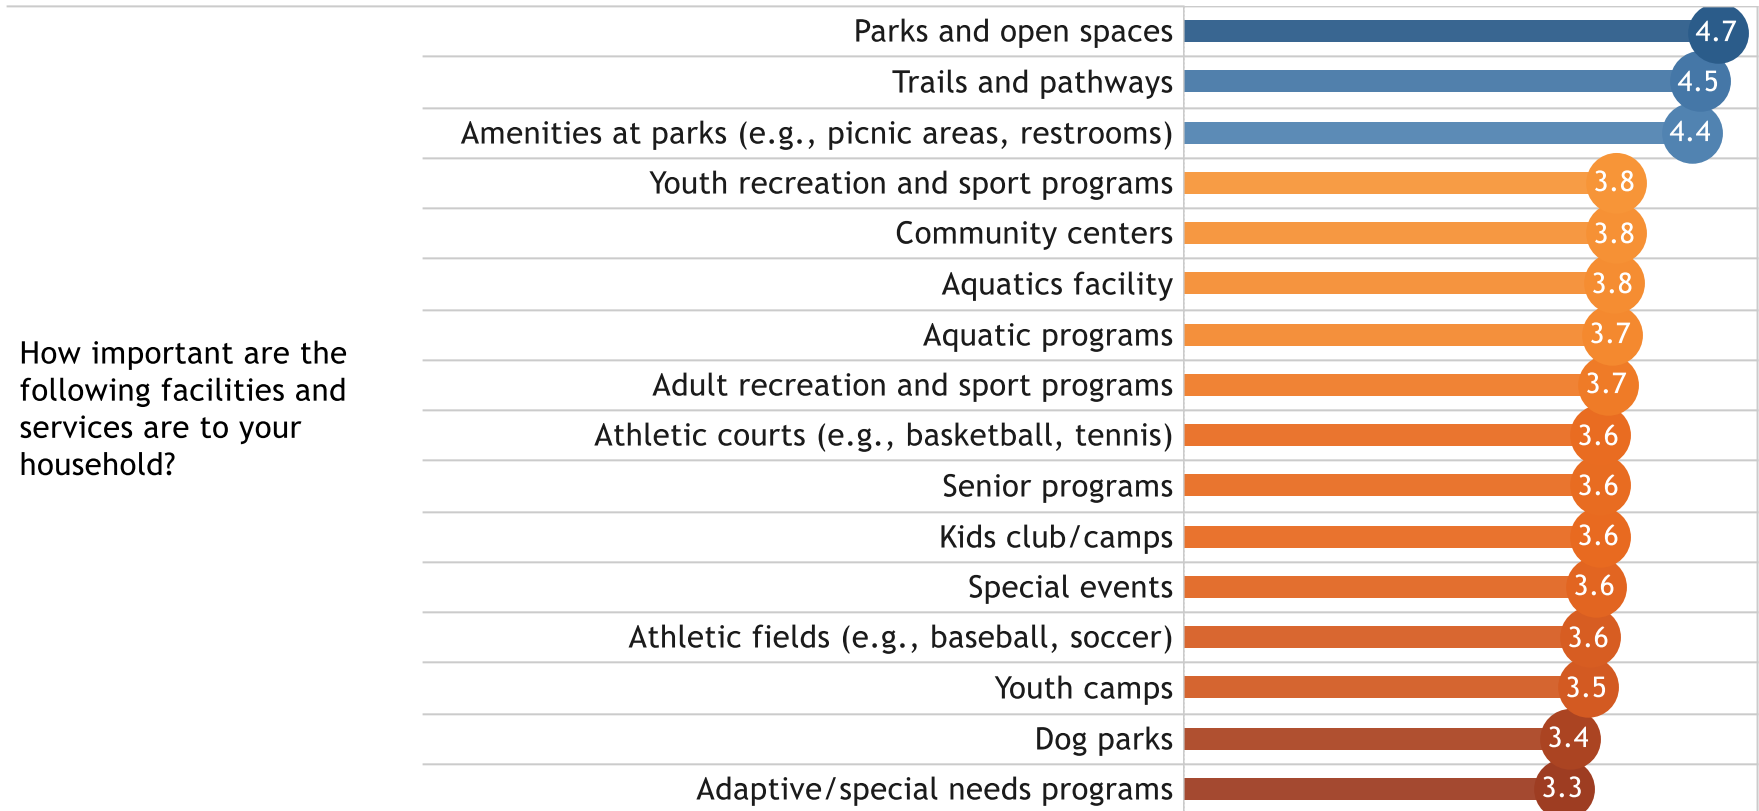 Parks and open spaces 4.7
Trails and pathways 4.5
Amenities at parks (e.g., picnic areas, restrooms) 4.4
Youth recreation and sport programs 3.8
Community centers 3.8
Aquatics facility 3.8
Aquatic programs 3.7
Adult recreation and sport programs 3.7
Athletic courts (e.g., basketball, tennis) 3.6
Senior programs 3.6
Kids club/camps 3.6
Special events 3.6
Athletic fields (e.g., baseball, soccer) 3.6
Youth camps 3.5
Dog parks 3.4
Adaptive/special needs programs 3.3
How important are the
following facilities and
services are to your
household?